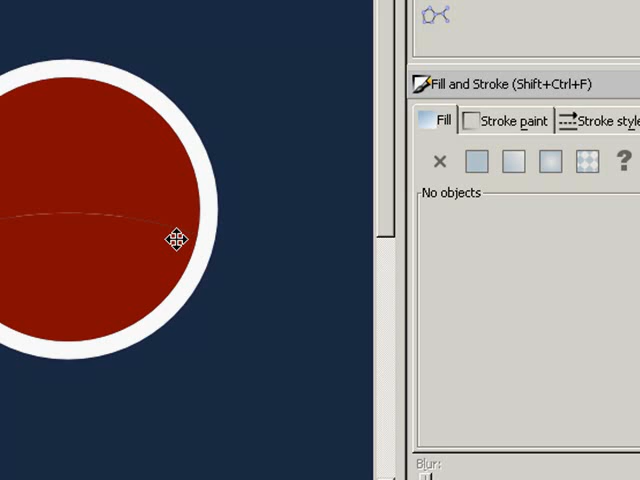 Fill and Stroke (Shift+Ctrl+F)
Fill
Stroke paint
Stroke style
?
No objects
Blur: